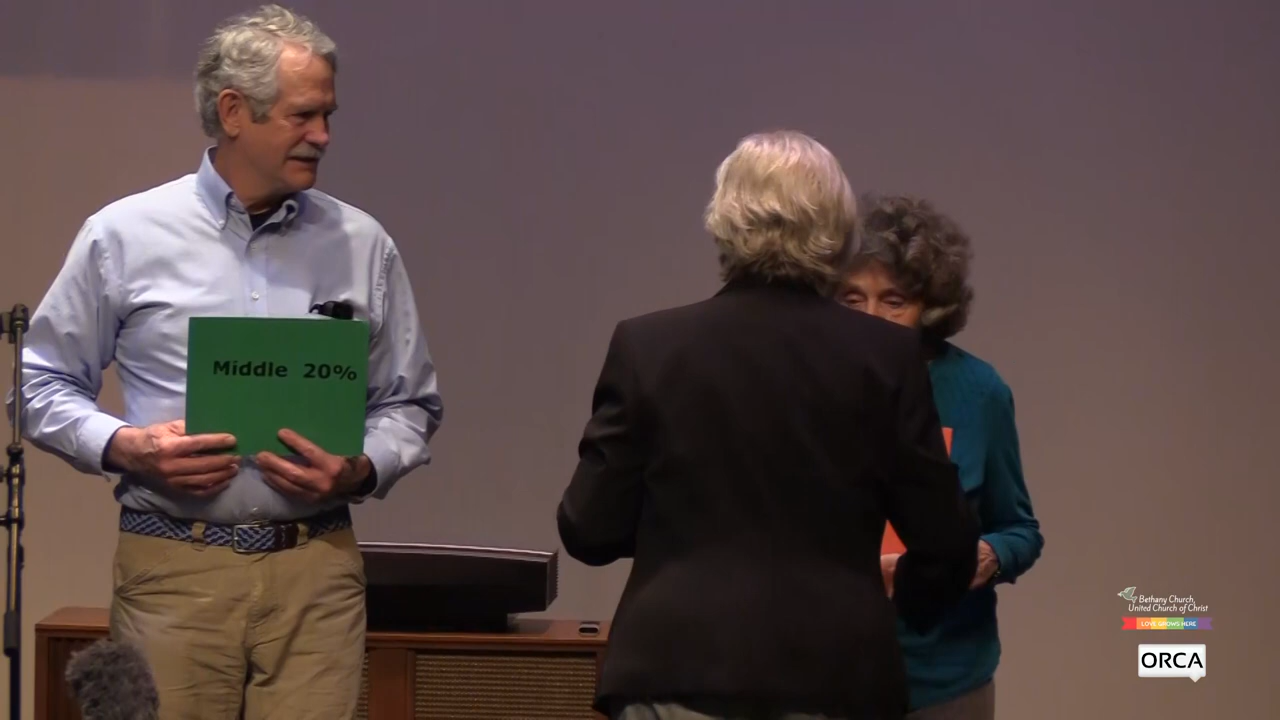 Middle 20%
Bethany Church,
United Church of Christ
LOVE GROWS HERE
ORCA